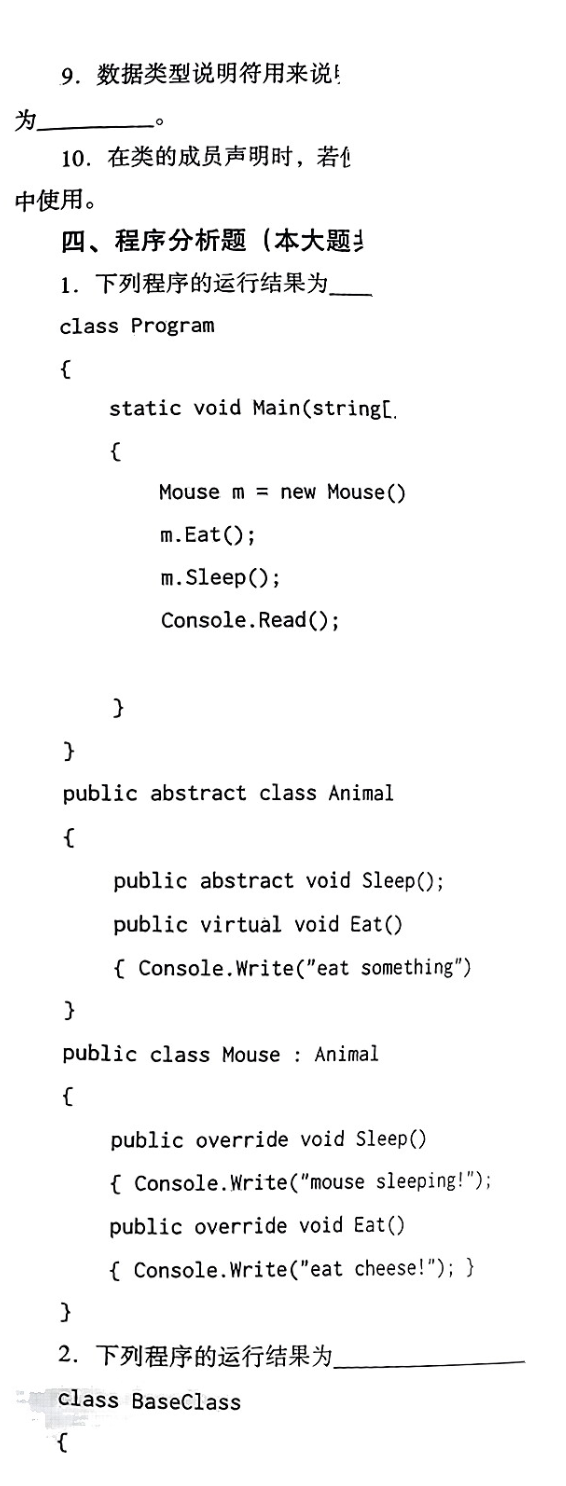 9. 数据类型说明符用来说
为__________。
10. 在类的成员声明时，若
中使用。
四、程序分析题（本大题
1. 下列程序的运行结果为____
class Program
{
static void Main(string[
{
Mouse m = new Mouse()
m.Eat();
m.Sleep();
Console.Read();
}
}
public abstract class Animal
{
public abstract void Sleep();
public virtual void Eat()
{ Console.Write("eat something")
}
public class Mouse : Animal
{
public override void Sleep()
{ Console.Write("mouse sleeping!");
public override void Eat()
{ Console.Write("eat cheese!"); }
}
2. 下列程序的运行结果为________________
class BaseClass
{